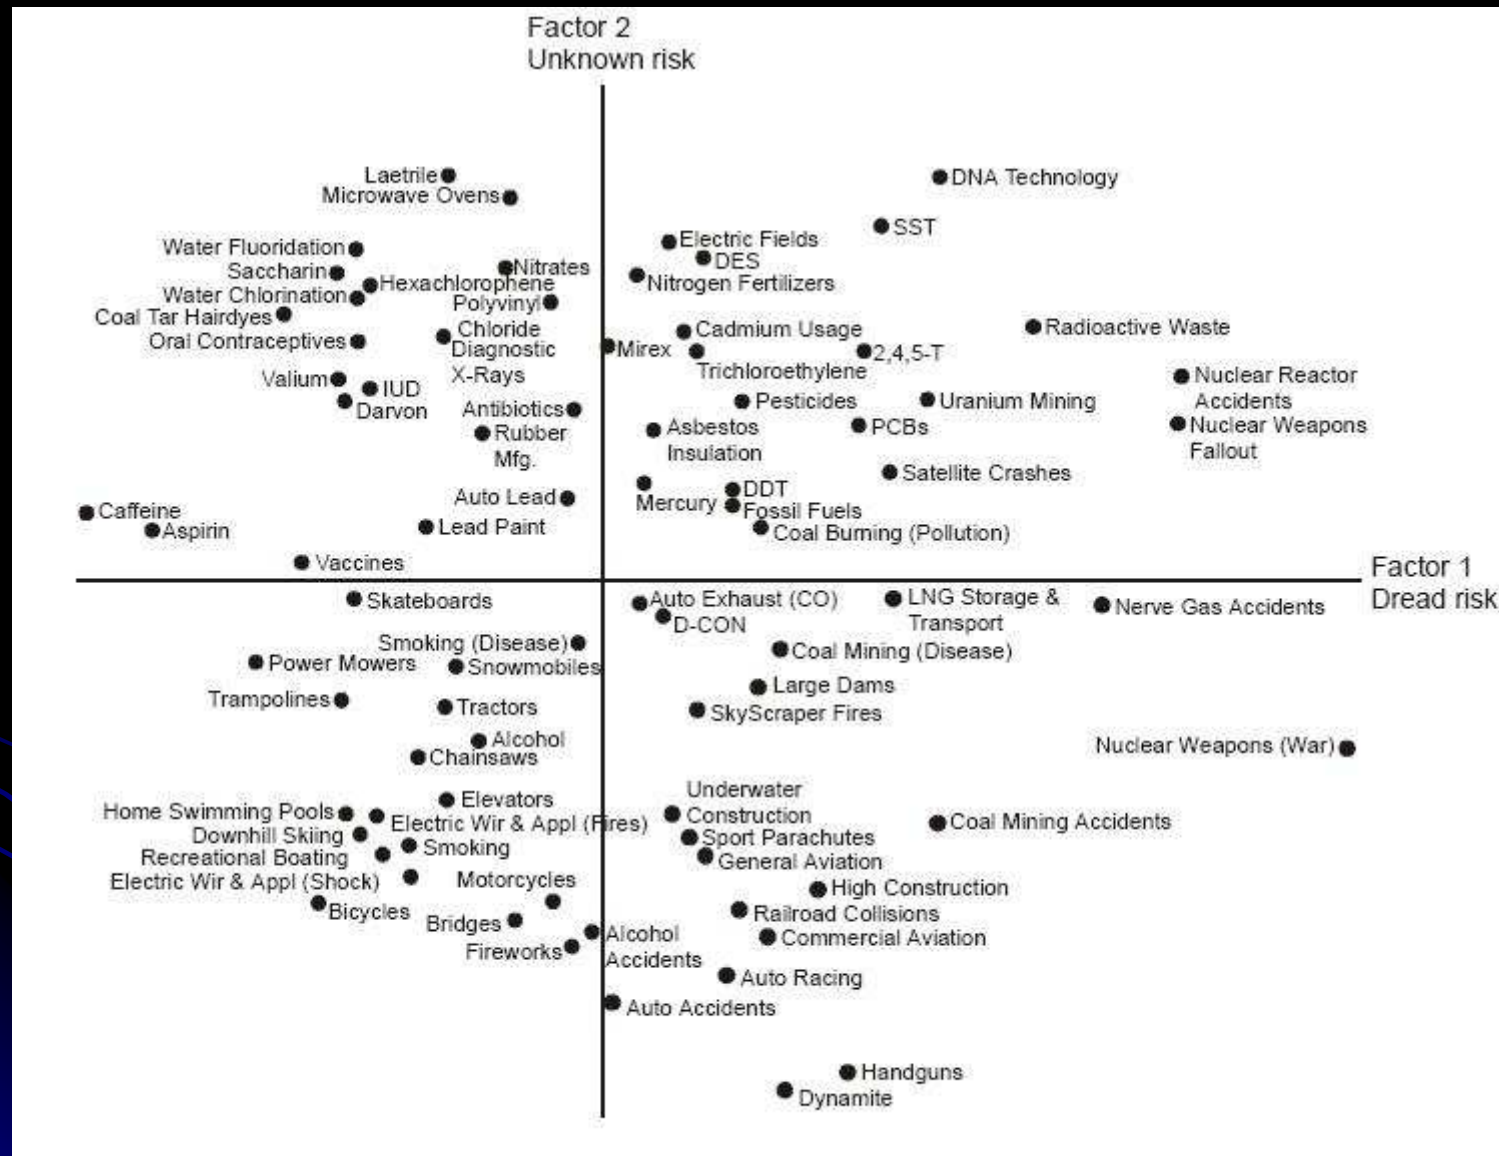 Factor 2
Unknown risk
Laetrile
Microwave Ovens
DNA Technology
SST
Water Fluoridation
Electric Fields
DES
Saccharin
Nitrates
Hexachlorophene
Nitrogen Fertilizers
Water Chlorination
Polyvinyl
Coal Tar Hairdyes
Chloride
Cadmium Usage
Radioactive Waste
Oral Contraceptives
Diagnostic
X-Rays
Mirex
Trichloroethylene
2,4,5-T
Valium
IUD
Darvon
Nuclear Reactor
Accidents
Antibiotics
Pesticides
Uranium Mining
Rubber
Mfg.
Asbestos
Insulation
PCBs
Nuclear Weapons
Fallout
Satellite Crashes
Auto Lead
Mercury
DDT
Fossil Fuels
Caffeine
Aspirin
Lead Paint
Coal Burning (Pollution)
Vaccines
Factor 1
Dread risk
Skateboards
Auto Exhaust (CO)
D-CON
LNG Storage &
Transport
Nerve Gas Accidents
Smoking (Disease)
Power Mowers
Snowmobiles
Coal Mining (Disease)
Trampolines
Tractors
Large Dams
SkyScraper Fires
Alcohol
Chainsaws
Nuclear Weapons (War)
Elevators
Underwater
Construction
Home Swimming Pools
Electric Wir & Appl (Fires)
Coal Mining Accidents
Downhill Skiing
Smoking
Sport Parachutes
Recreational Boating
General Aviation
Electric Wir & Appl (Shock)
Motorcycles
High Construction
Bicycles
Bridges
Railroad Collisions
Fireworks
Alcohol
Accidents
Commercial Aviation
Auto Racing
Auto Accidents
Handguns
Dynamite